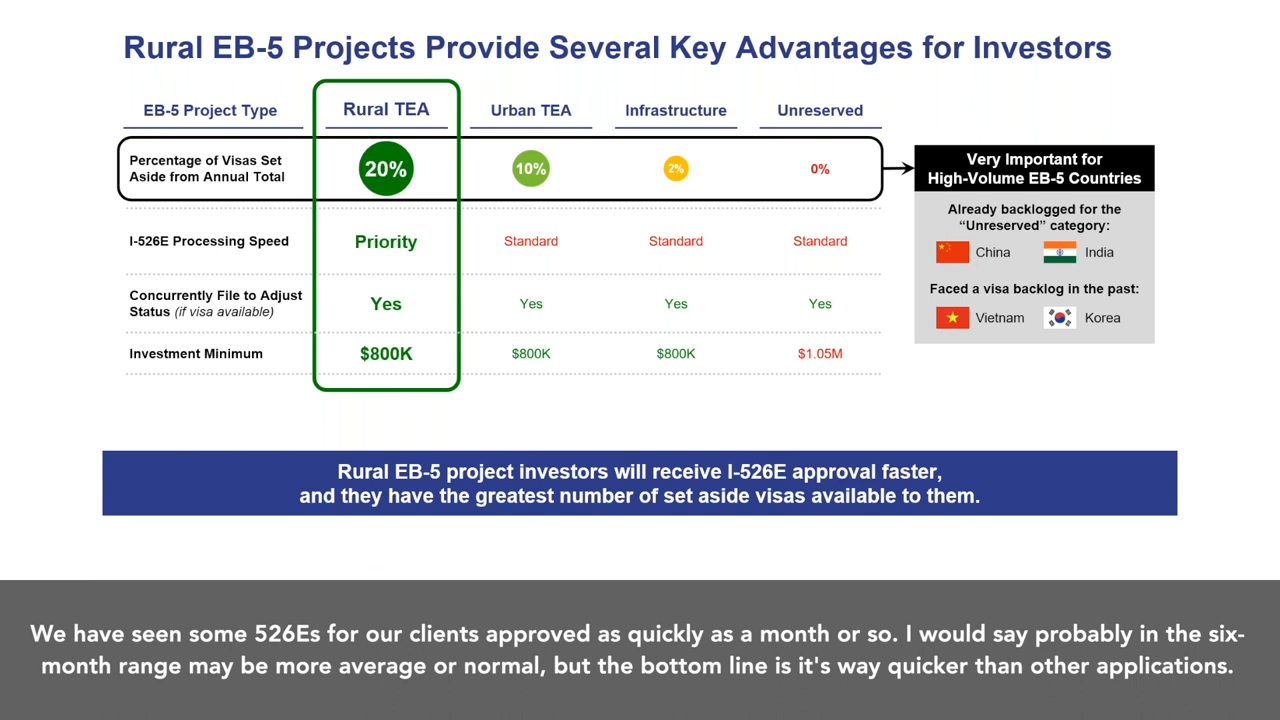 Rural EB-5 Projects Provide Several Key Advantages for Investors
EB-5 Project Type
Rural TEA
Urban TEA
Infrastructure
Unreserved
Percentage of Visas Set
Aside from Annual Total
20%
10%
2%
0%
I-526E Processing Speed
Priority
Standard
Standard
Standard
Concurrently File to Adjust
Status (if visa available)
Yes
Yes
Yes
Yes
Investment Minimum
$800K
$800K
$800K
$1.05M
Very Important for
High-Volume EB-5 Countries
Already backlogged for the
“Unreserved” category:
China
India
Faced a visa backlog in the past:
Vietnam
Korea
Rural EB-5 project investors will receive I-526E approval faster,
and they have the greatest number of set aside visas available to them.
We have seen some 526Es for our clients approved as quickly as a month or so. I would say probably in the six-
month range may be more average or normal, but the bottom line is it's way quicker than other applications.